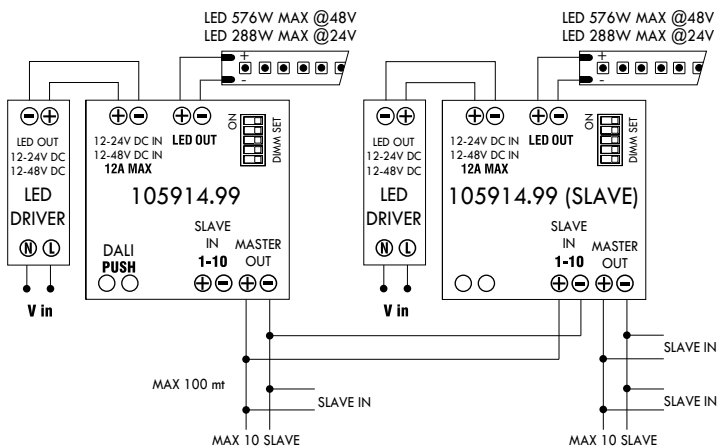 LED 576W MAX @48V
LED 288W MAX @24V
+
-
LED OUT
12-24V DC
12-48V DC
LED
DRIVER
N L
V in
12-24V DC IN
12-48V DC IN
12A MAX
LED OUT
ON
DIMM SET
105914.99
DALI
PUSH
SLAVE
IN
1-10
MASTER
OUT
MAX 100 mt
SLAVE IN
MAX 10 SLAVE
LED 576W MAX @48V
LED 288W MAX @24V
+
-
LED OUT
12-24V DC
12-48V DC
LED
DRIVER
N L
V in
12-24V DC IN
12-48V DC IN
12A MAX
LED OUT
ON
DIMM SET
105914.99 (SLAVE)
SLAVE
IN
1-10
MASTER
OUT
SLAVE IN
SLAVE IN
MAX 10 SLAVE